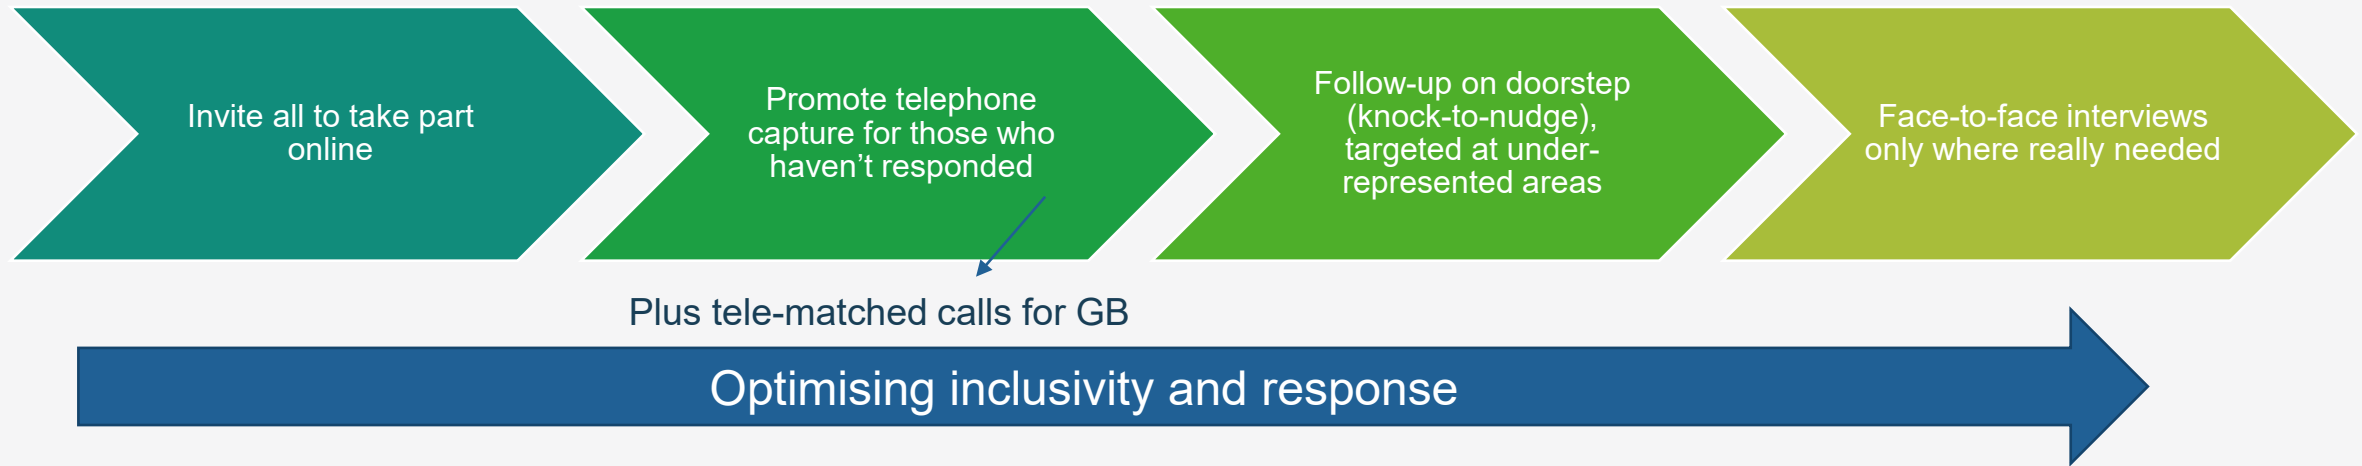 Invite all to take part
online
Promote telephone
capture for those who
haven’t responded
Follow-up on doorstep
(knock-to-nudge),
targeted at under-
represented areas
Face-to-face interviews
only where really needed
Plus tele-matched calls for GB
Optimising inclusivity and response